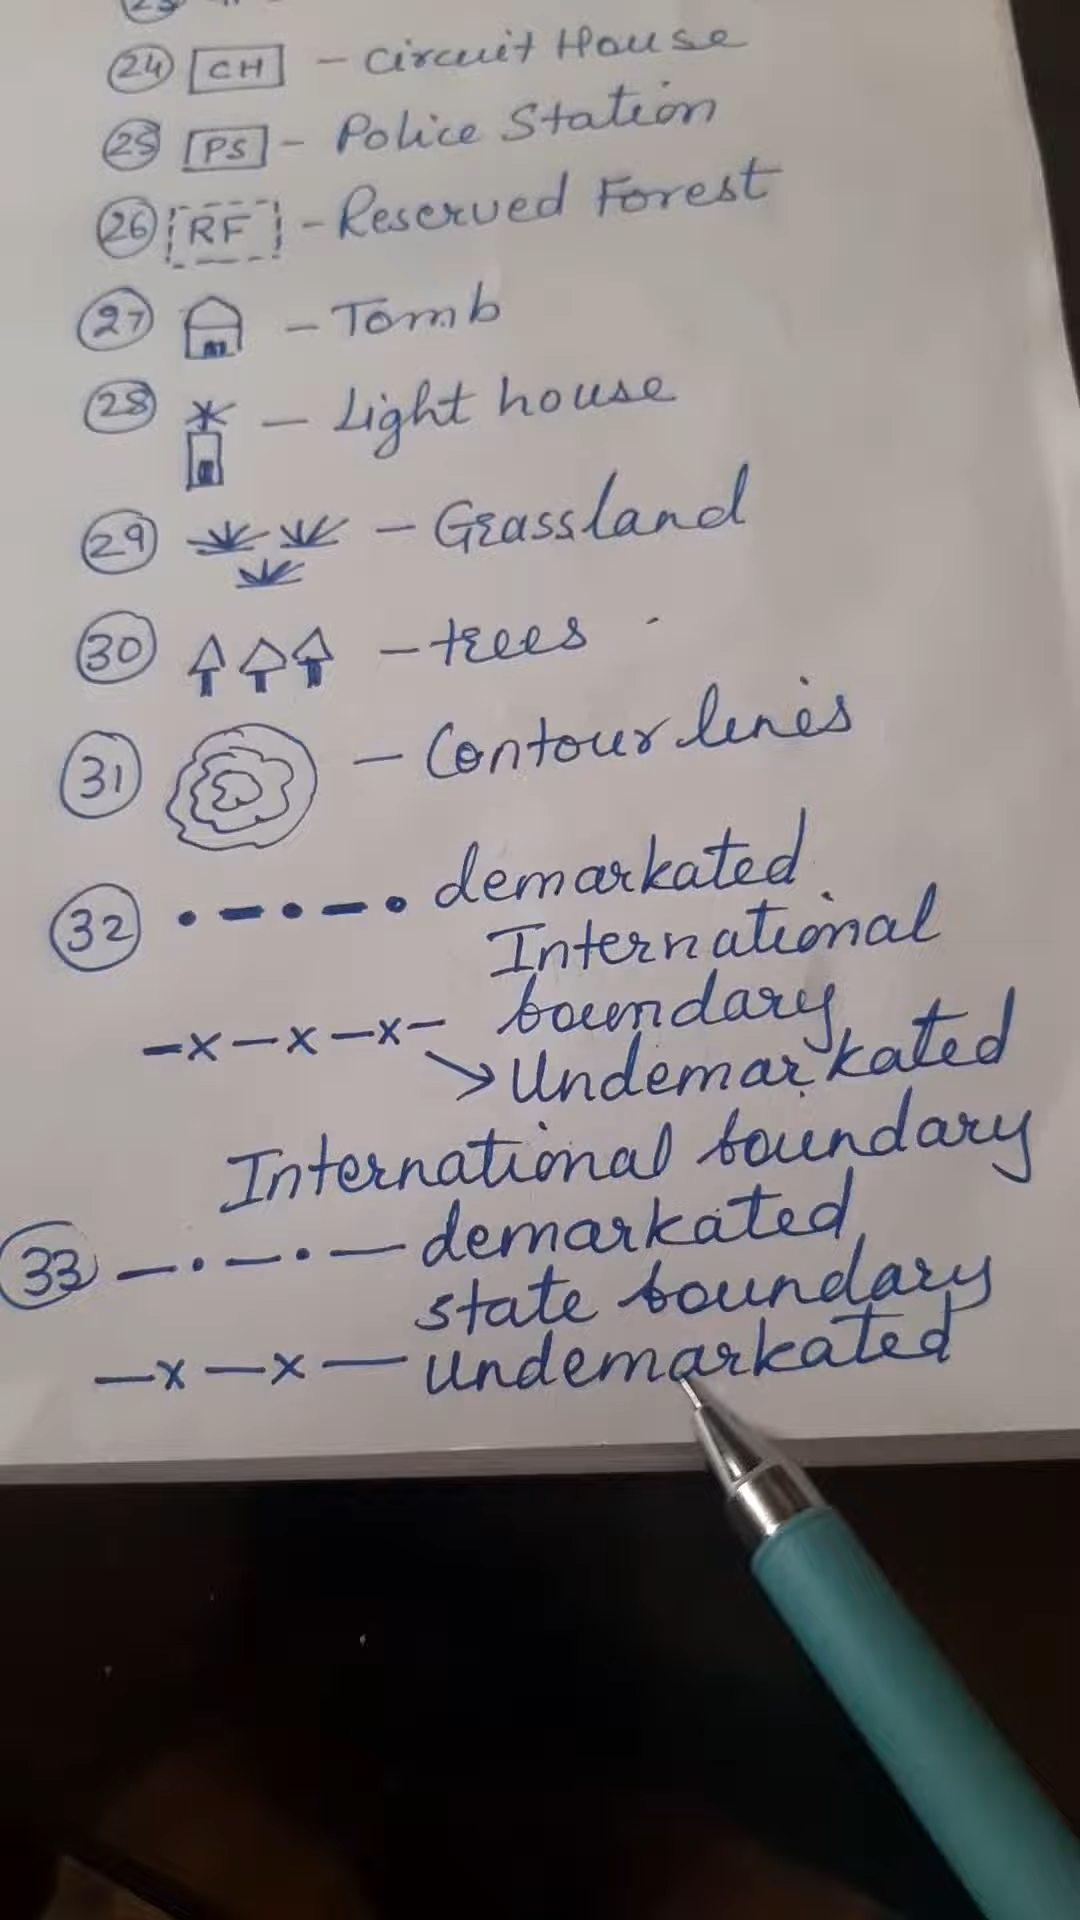 24 CH - Circuit House
25 PS - Police Station
26 RF - Reserved Forest
27 - Tomb
28 - Light house
29 - Grassland
30 - trees
31 - Contour lines
32 demarkated
International
boundary
-x-x-x- Undemarkated
International boundary
33 demarkated
state boundary
-x-x- Undemarkated